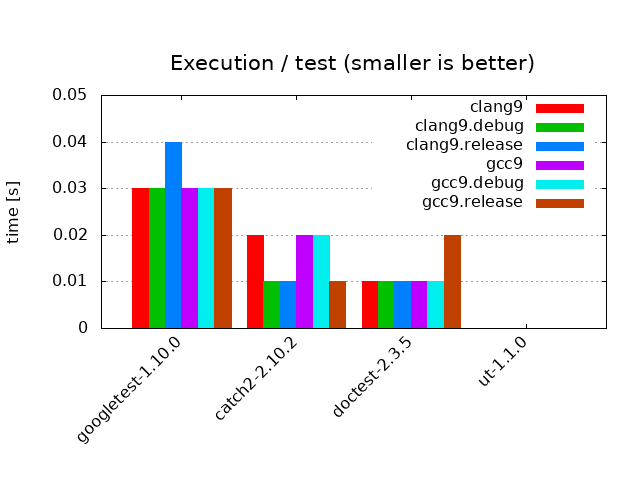 Execution / test (smaller is better)
0.05
0.04
0.03
0.02
0.01
0
time [s]
clang9
clang9.debug
clang9.release
gcc9
gcc9.debug
gcc9.release
googletest-1.10.0
catch2-2.10.2
doctest-2.3.5
ut-1.1.0